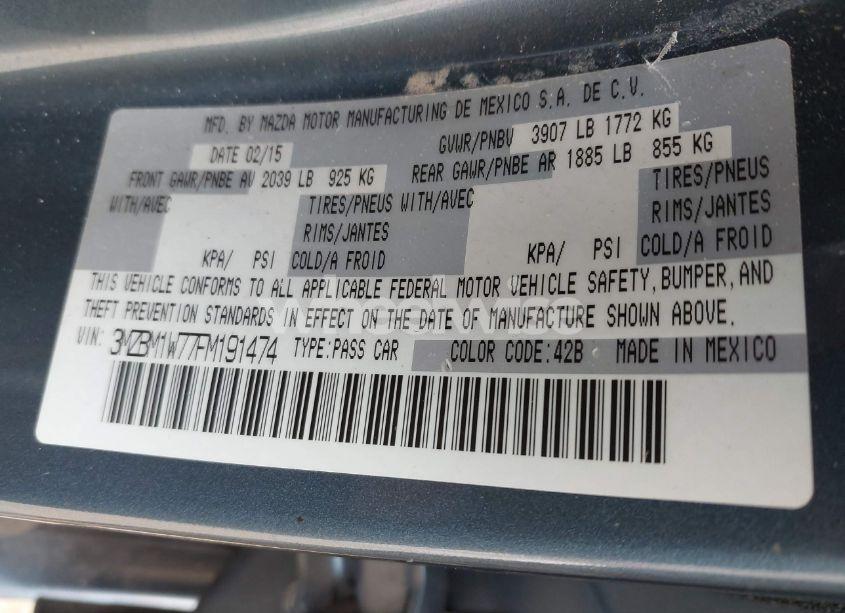 MFD. BY MAZDA MOTOR MANUFACTURING DE MEXICO S.A. DE C.V.
DATE 02/15 GVWR/PNBV 3907 LB 1772 KG
FRONT GAWR/PNBE AV 2039 LB 925 KG REAR GAWR/PNBE AR 1885 LB 855 KG
WITH/AVEC TIRES/PNEUS WITH/AVEC TIRES/PNEUS
RIMS/JANTES RIMS/JANTES
KPA/ PSI COLD/A FROID KPA/ PSI COLD/A FROID
THIS VEHICLE CONFORMS TO ALL APPLICABLE FEDERAL MOTOR VEHICLE SAFETY, BUMPER, AND
THEFT PREVENTION STANDARDS IN EFFECT ON THE DATE OF MANUFACTURE SHOWN ABOVE.
VIN: 3MZBM1W77FM191474 TYPE:PASS CAR COLOR CODE:42B MADE IN MEXICO